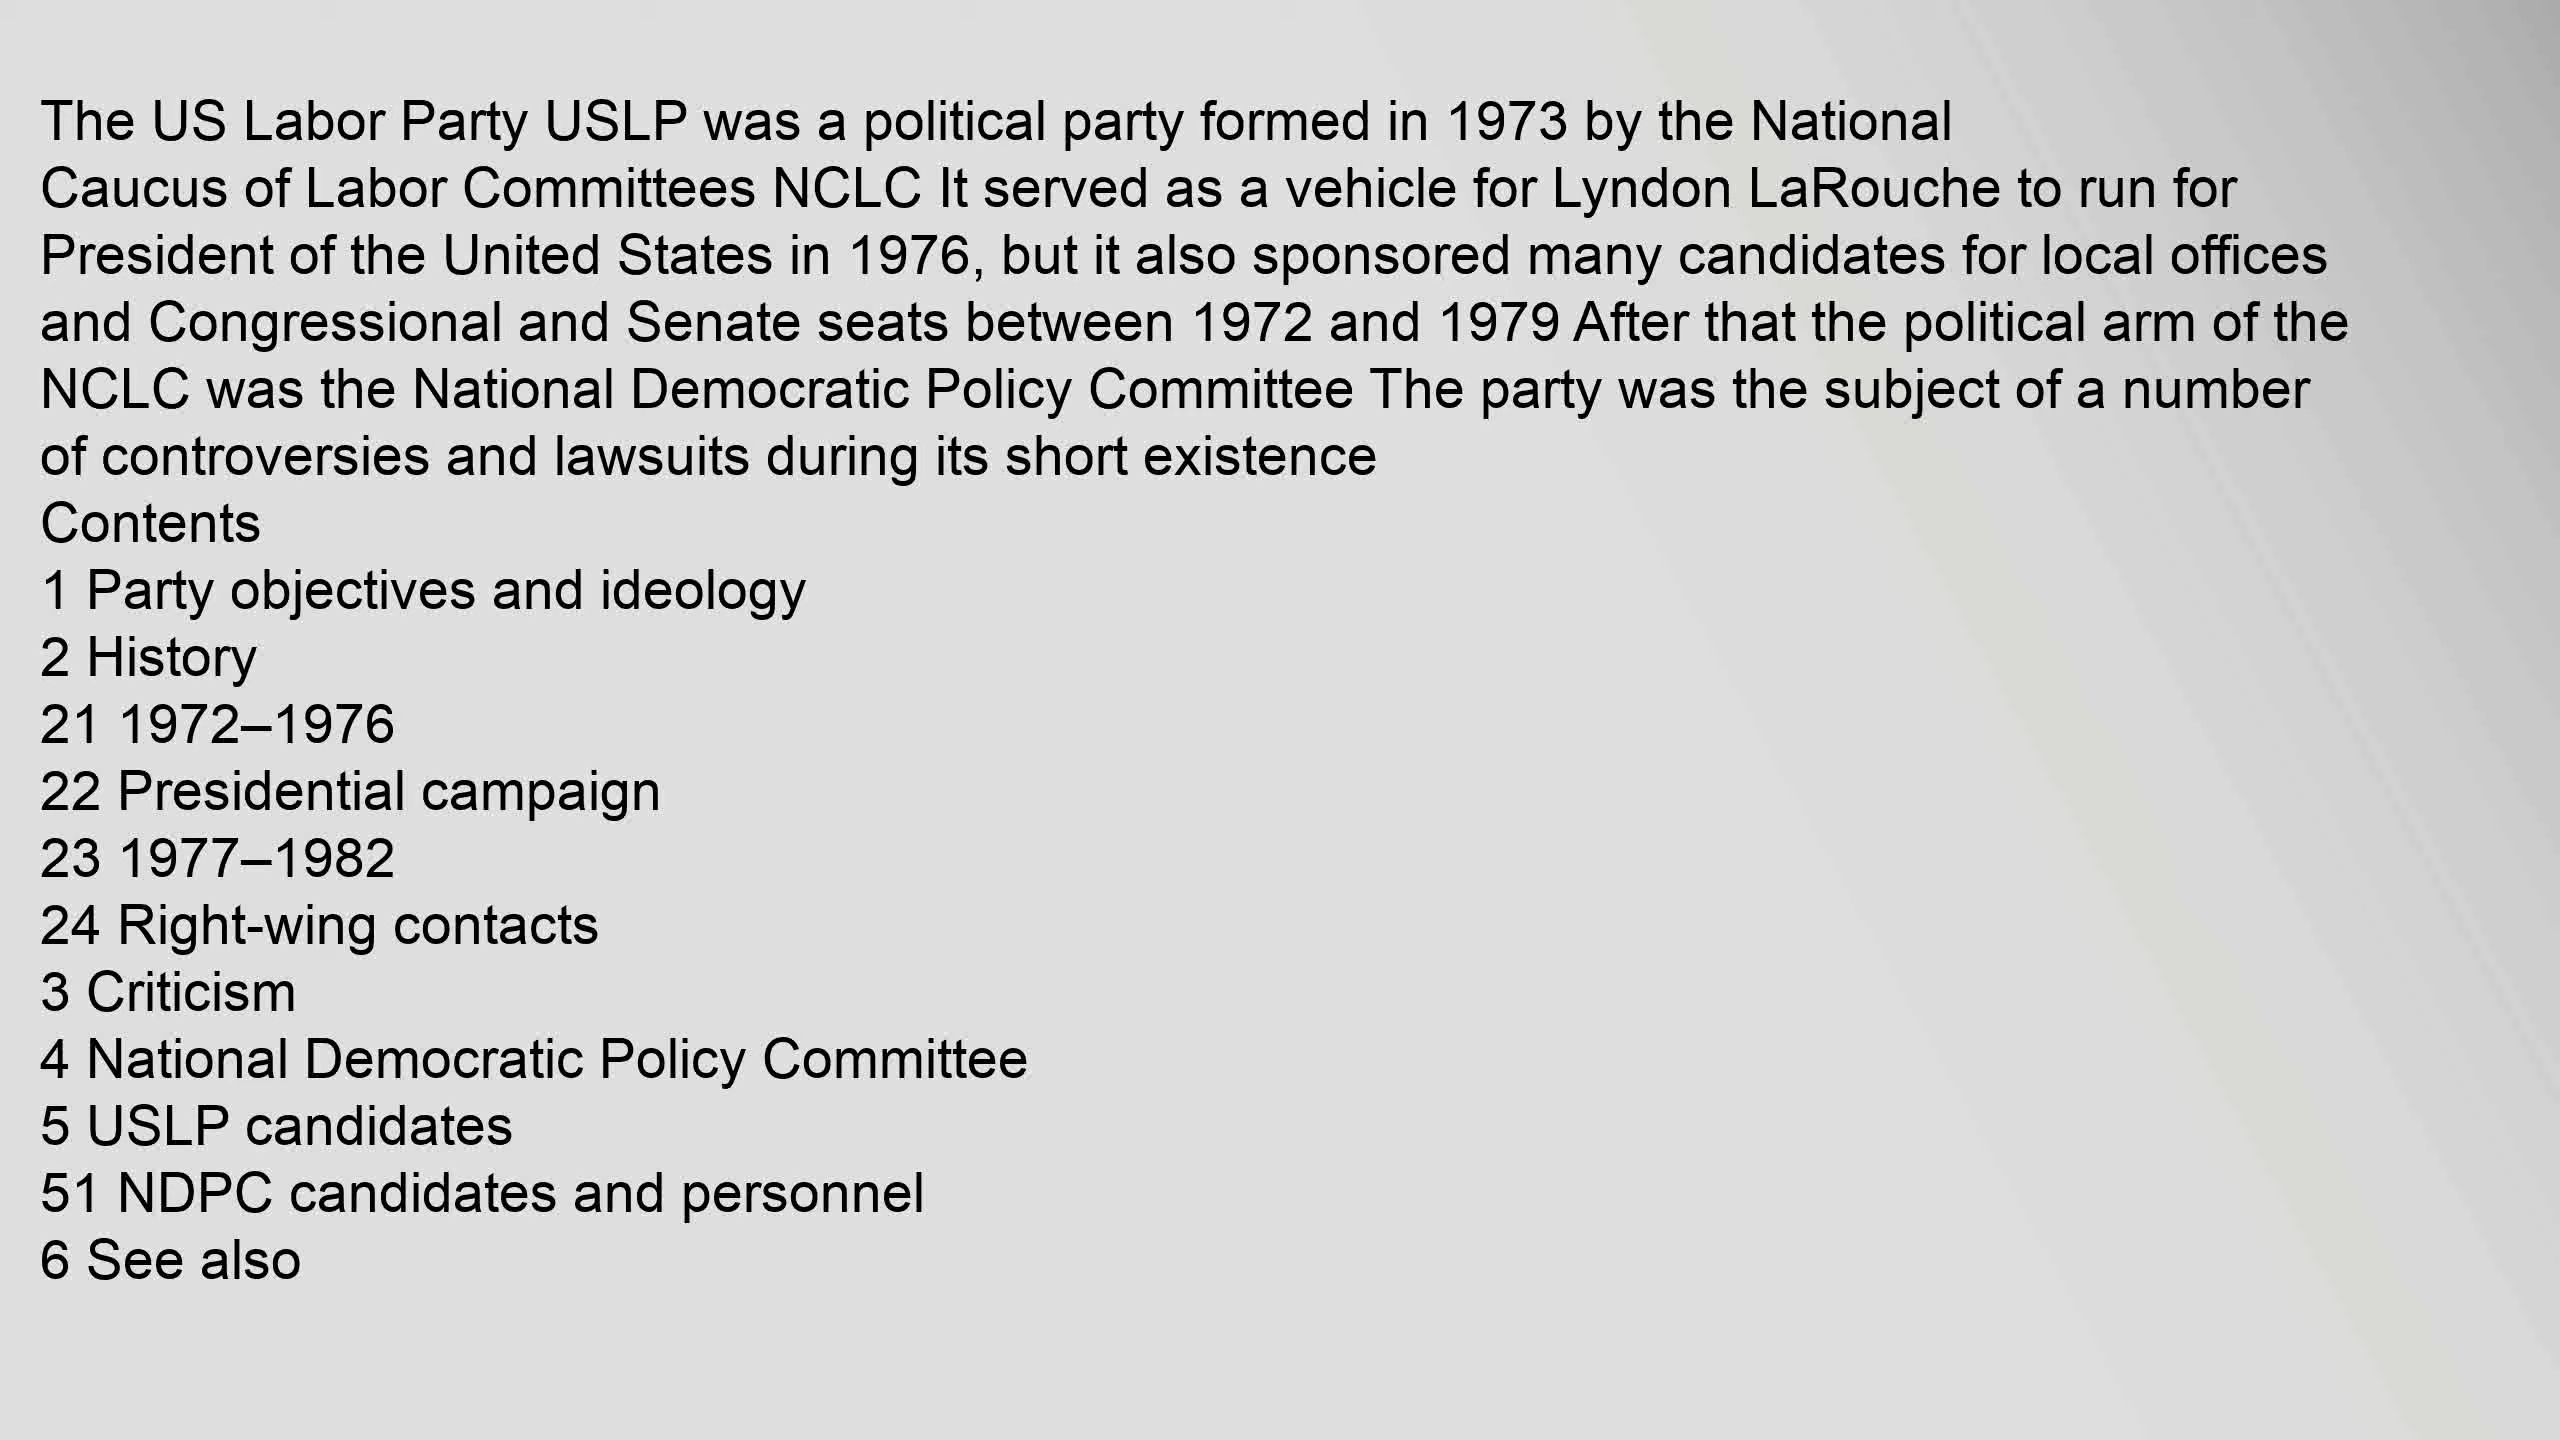 The US Labor Party USLP was a political party formed in 1973 by the National
Caucus of Labor Committees NCLC It served as a vehicle for Lyndon LaRouche to run for
President of the United States in 1976, but it also sponsored many candidates for local offices
and Congressional and Senate seats between 1972 and 1979 After that the political arm of the
NCLC was the National Democratic Policy Committee The party was the subject of a number
of controversies and lawsuits during its short existence
Contents
1 Party objectives and ideology
2 History
21 1972–1976
22 Presidential campaign
23 1977–1982
24 Right-wing contacts
3 Criticism
4 National Democratic Policy Committee
5 USLP candidates
51 NDPC candidates and personnel
6 See also